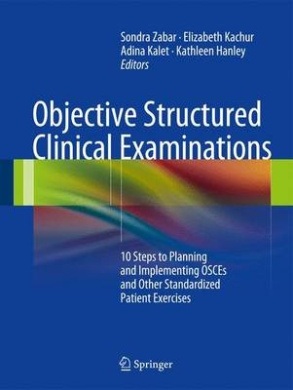 Sondra Zabar · Elizabeth Kachur
Adina Kalet · Kathleen Hanley
Editors
Objective Structured
Clinical Examinations
10 Steps to Planning
and Implementing OSCEs
and Other Standardized
Patient Exercises
Springer